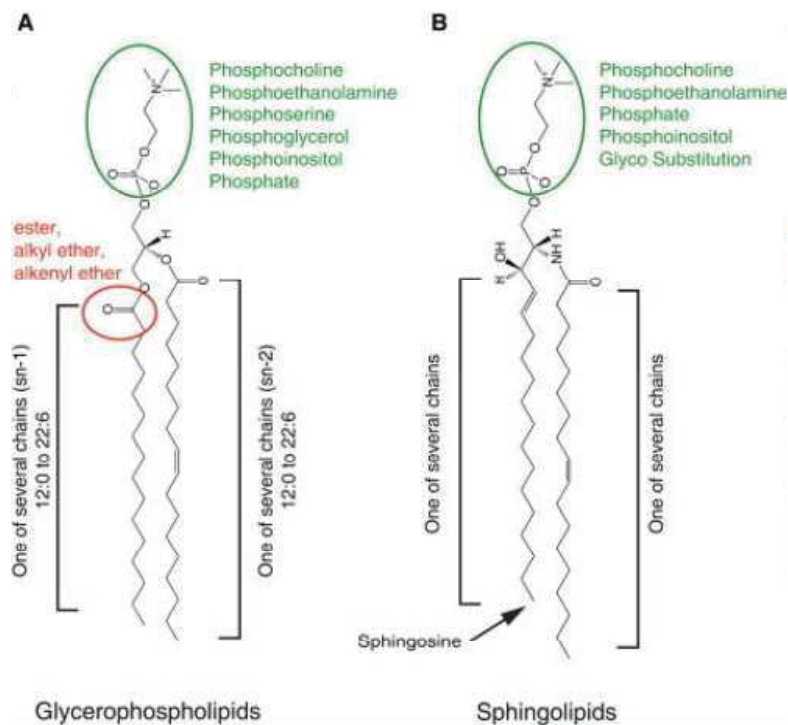 A
Phosphocholine
Phosphoethanolamine
Phosphoserine
Phosphoglycerol
Phosphoinositol
Phosphate
N+
O
O
P
O
O
ester,
alkyl ether,
alkenyl ether
H
O
O
O
O
One of several chains (sn-1)
12:0 to 22:6
One of several chains (sn-2)
12:0 to 22:6
Glycerophospholipids
B
Phosphocholine
Phosphoethanolamine
Phosphate
Phosphoinositol
Glyco Substitution
N+
O
O
P
O
O
OH
H
NH
H
O
One of several chains
One of several chains
Sphingosine
Sphingolipids